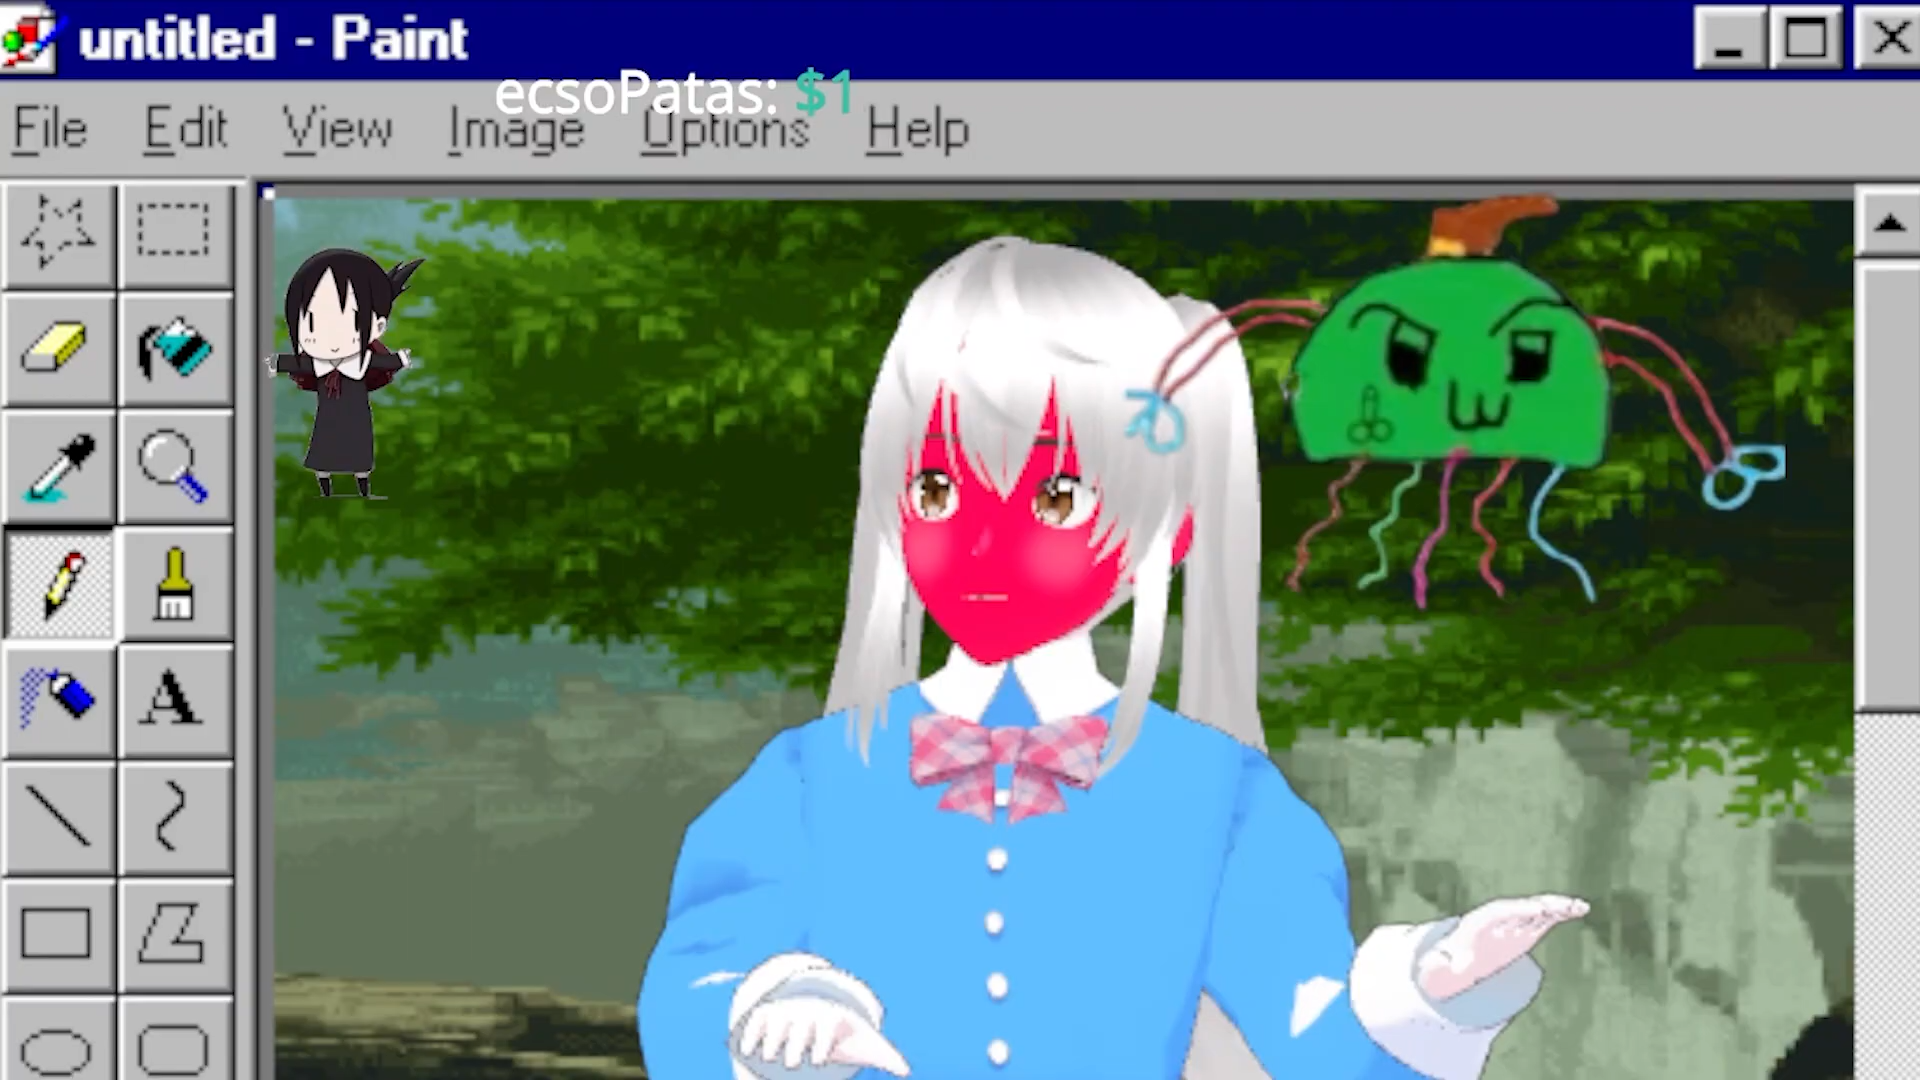 untitled - Paint
ecsoPatas: $1
File Edit View Image Options Help
A